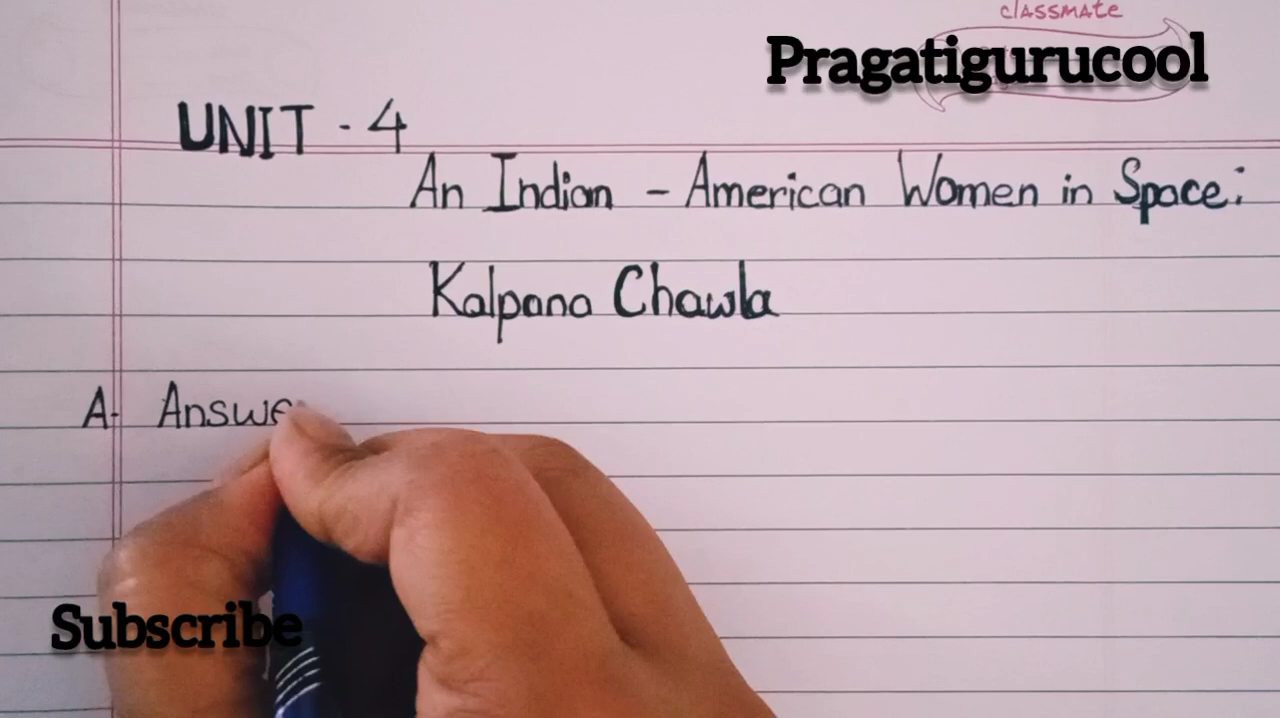 classmate
Pragatigurucool
UNIT - 4
An Indian - American Women in Space:
Kalpana Chawla
A- Answe
Subscribe